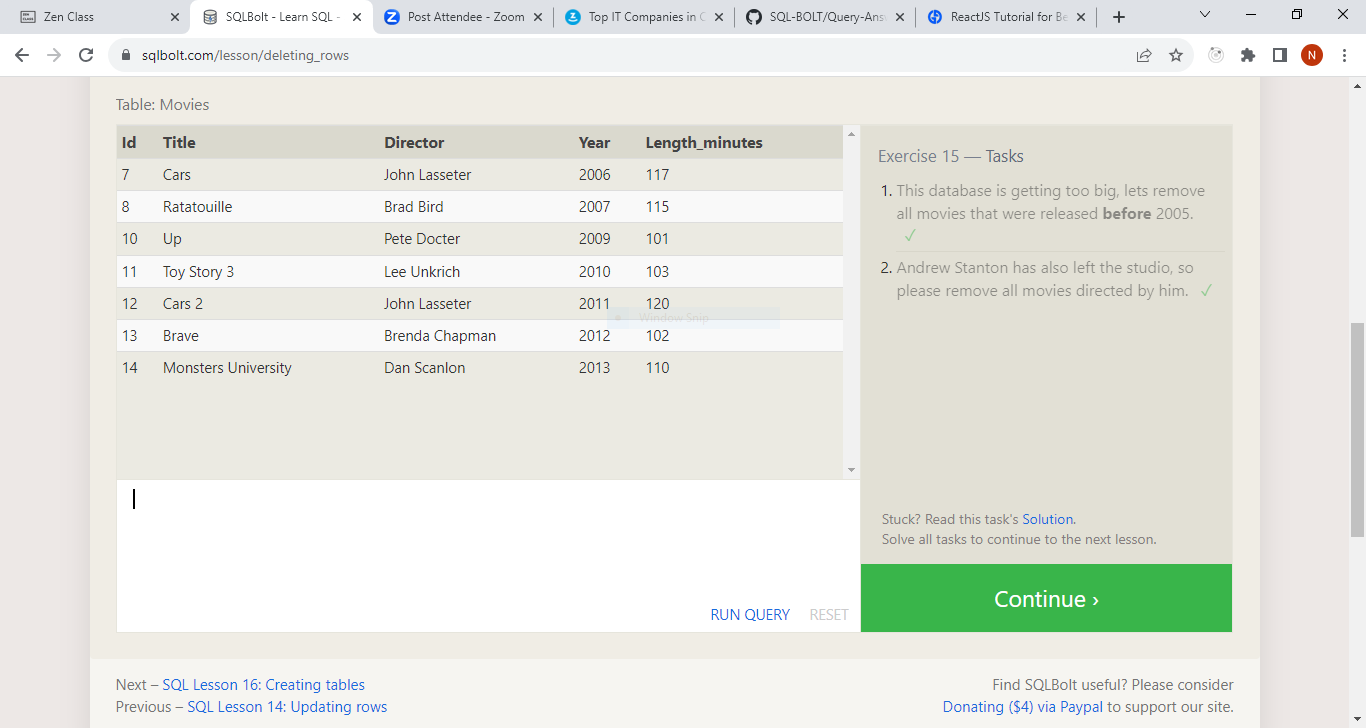 Zen Class
SQLBolt - Learn SQL -
Post Attendee - Zoom
Top IT Companies in C
SQL-BOLT/Query-Ans
ReactJS Tutorial for Be
sqlbolt.com/lesson/deleting_rows
N
Table: Movies
Id Title Director Year Length_minutes
7 Cars John Lasseter 2006 117
8 Ratatouille Brad Bird 2007 115
10 Up Pete Docter 2009 101
11 Toy Story 3 Lee Unkrich 2010 103
12 Cars 2 John Lasseter 2011 120
Window Snip
13 Brave Brenda Chapman 2012 102
14 Monsters University Dan Scanlon 2013 110
RUN QUERY RESET
Exercise 15 — Tasks
1. This database is getting too big, lets remove
all movies that were released before 2005.
✓
2. Andrew Stanton has also left the studio, so
please remove all movies directed by him. ✓
Stuck? Read this task's Solution.
Solve all tasks to continue to the next lesson.
Continue ›
Next – SQL Lesson 16: Creating tables
Previous – SQL Lesson 14: Updating rows
Find SQLBolt useful? Please consider
Donating ($4) via Paypal to support our site.